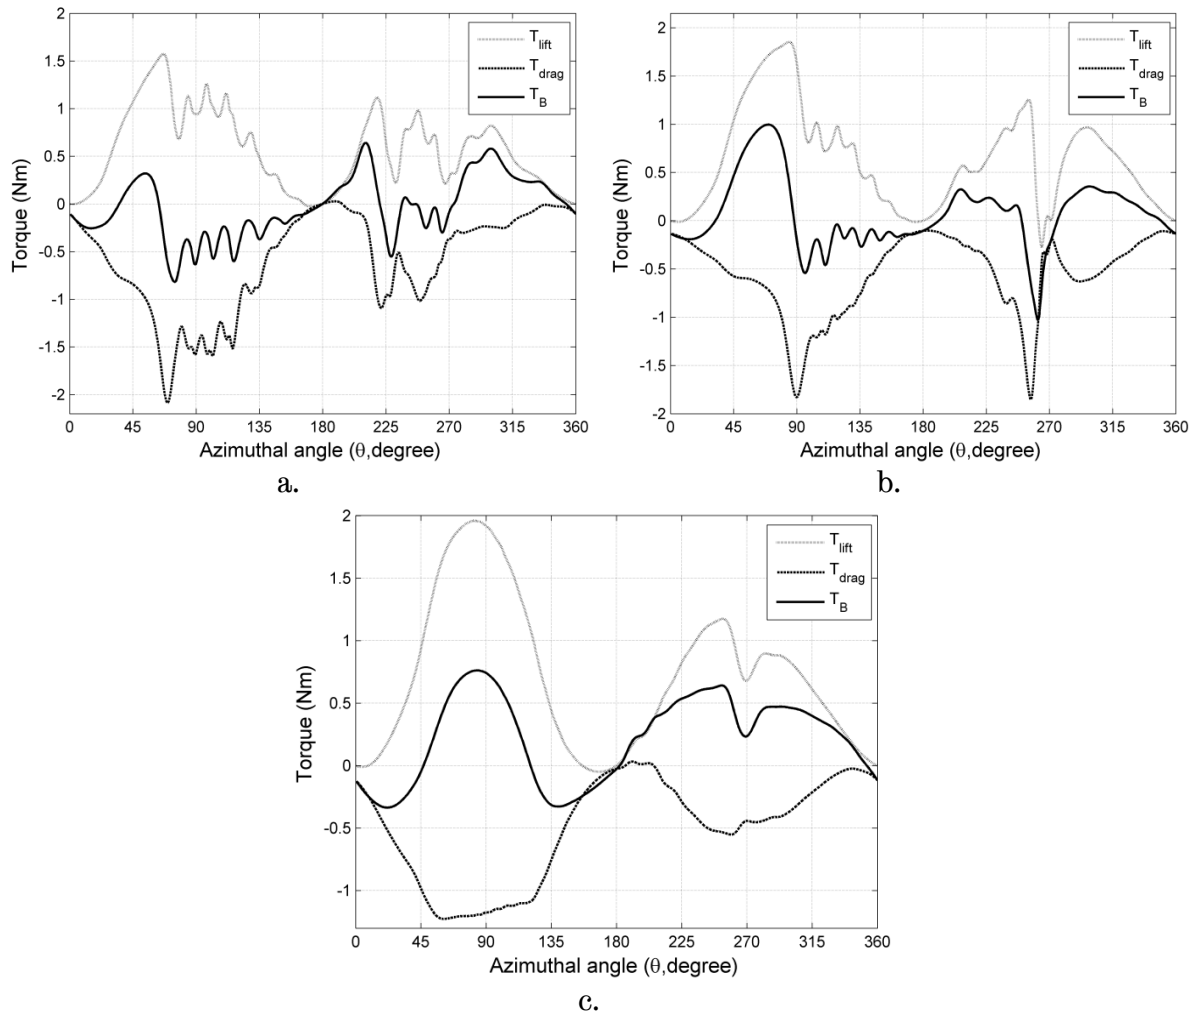 2
1.5
1
0.5
0
-0.5
-1
-1.5
-2
Torque (Nm)
T_lift
T_drag
T_B
0 45 90 135 180 225 270 315 360
Azimuthal angle (θ,degree)
a.
2
1.5
1
0.5
0
-0.5
-1
-1.5
-2
Torque (Nm)
T_lift
T_drag
T_B
0 45 90 135 180 225 270 315 360
Azimuthal angle (θ,degree)
b.
2
1.5
1
0.5
0
-0.5
-1
Torque (Nm)
T_lift
T_drag
T_B
0 45 90 135 180 225 270 315 360
Azimuthal angle (θ,degree)
c.